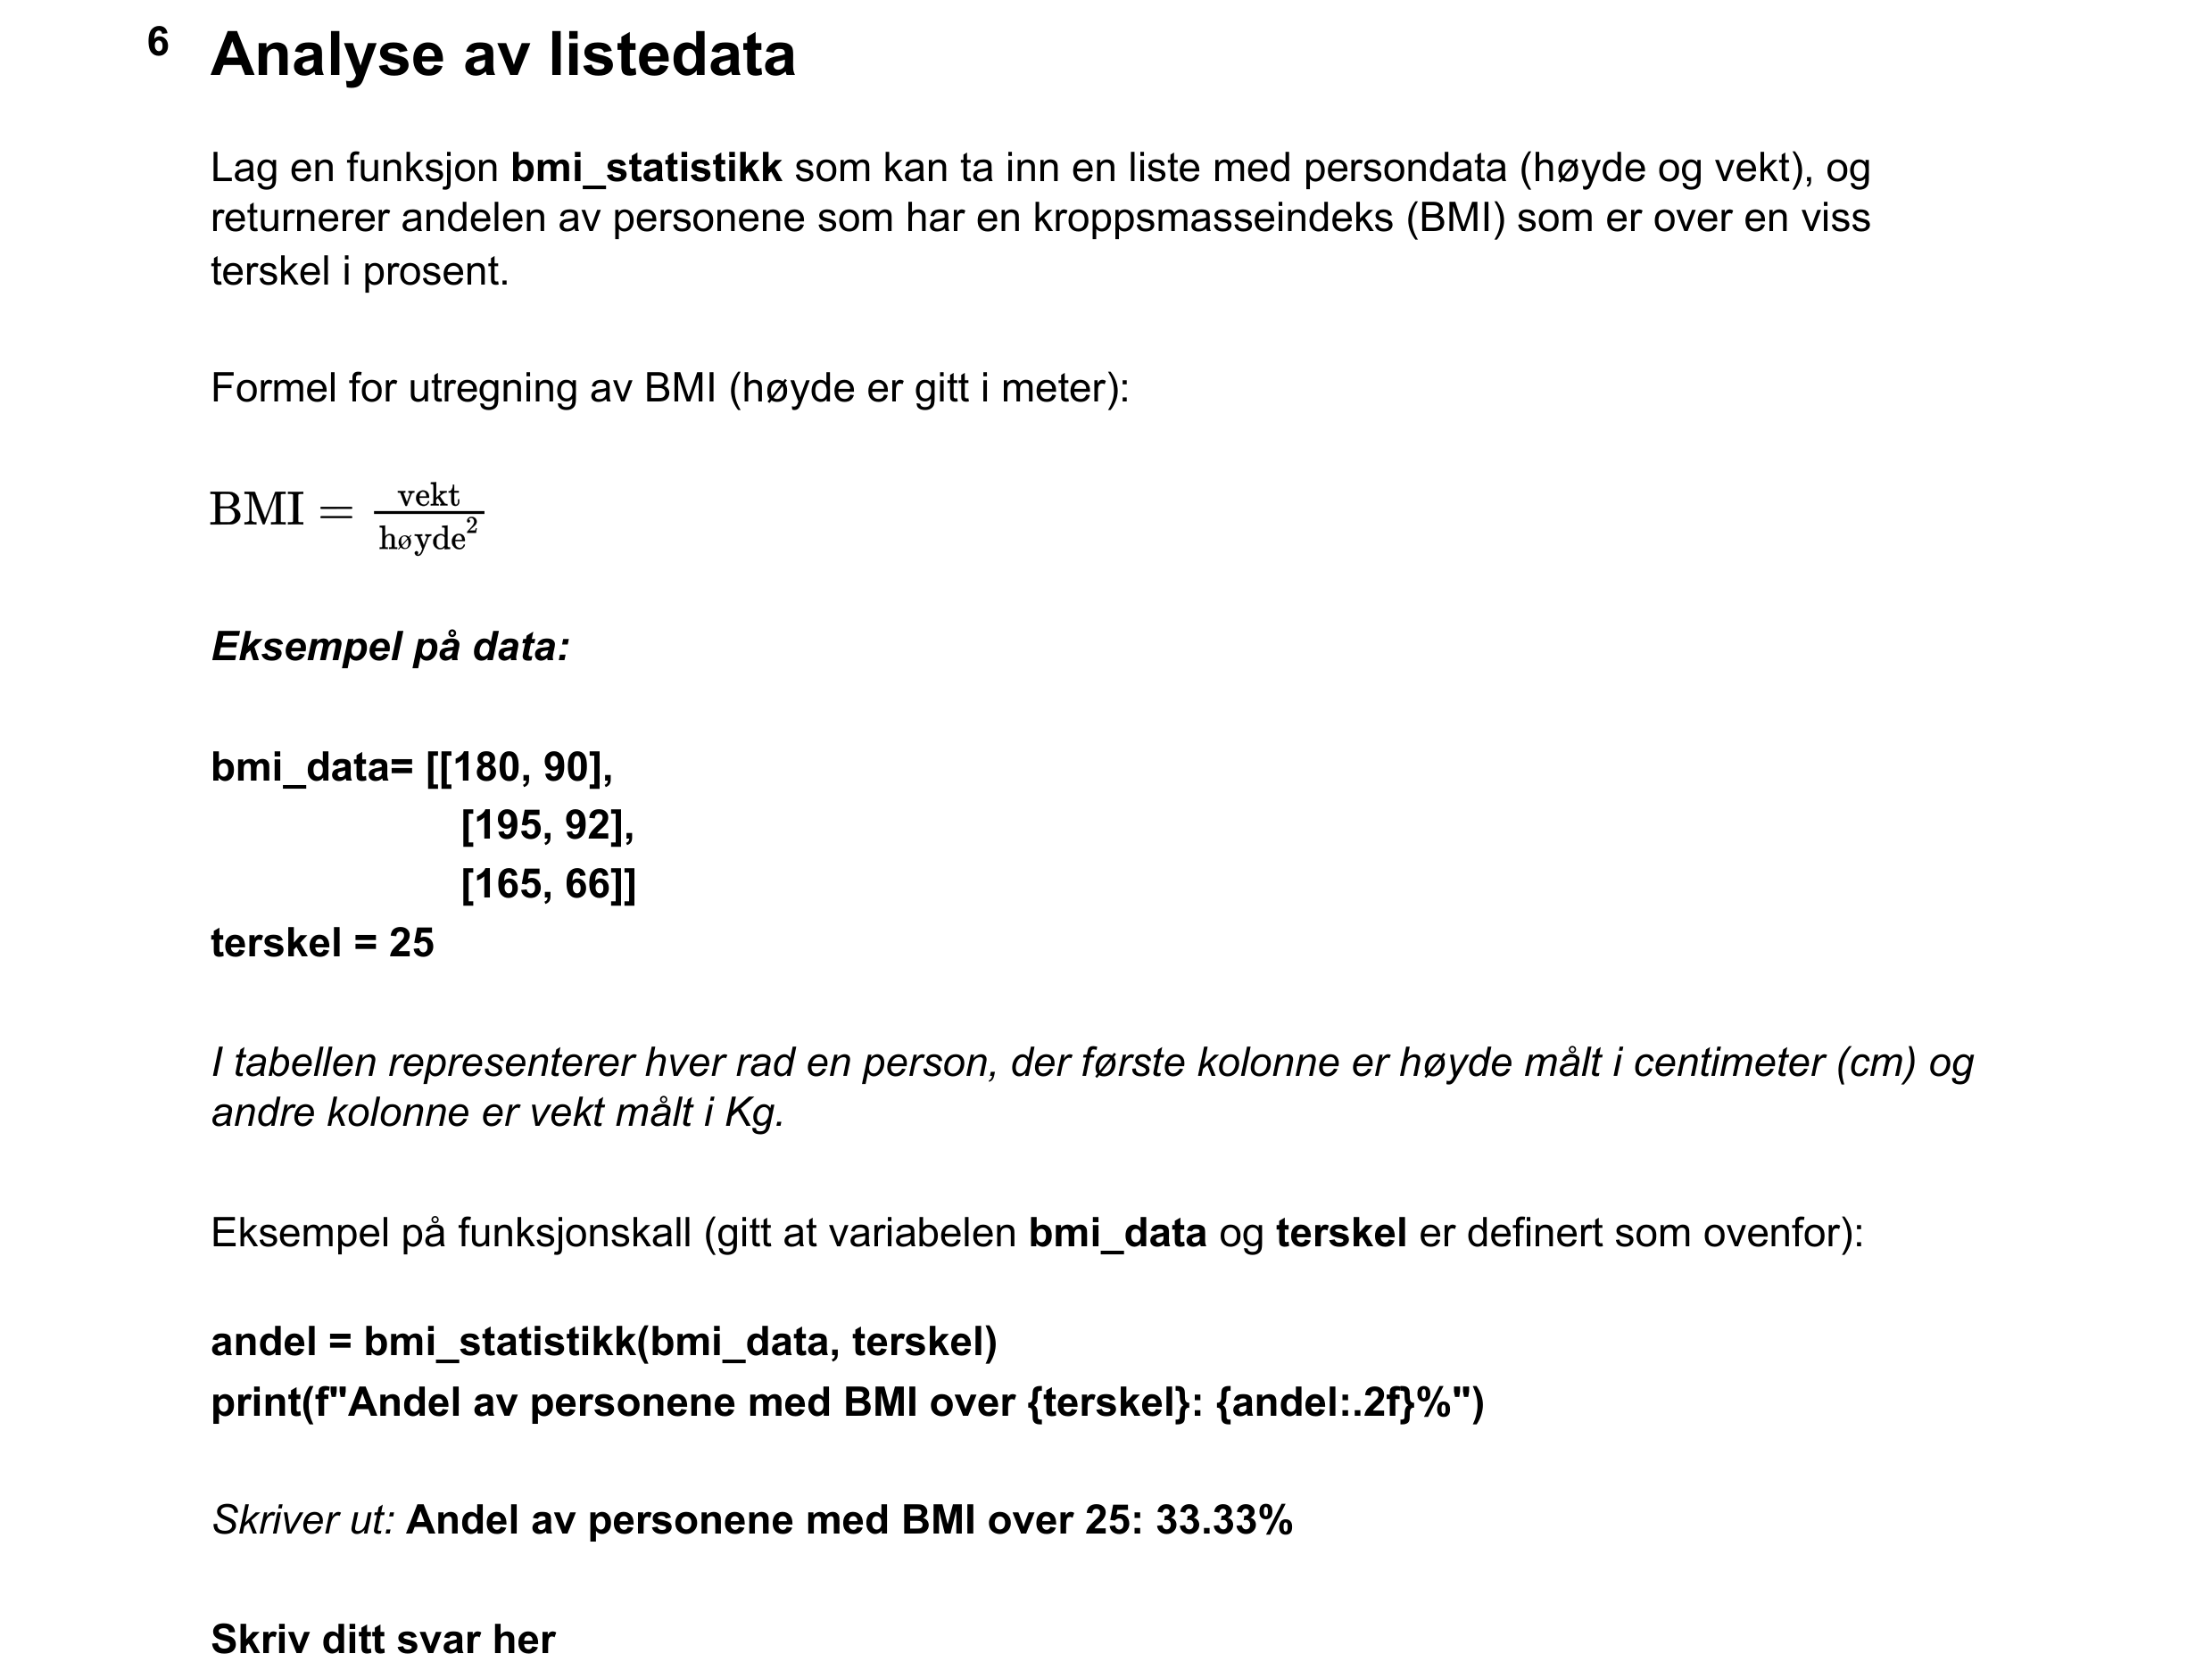 6 Analyse av listedata
Lag en funksjon bmi_statistikk som kan ta inn en liste med persondata (høyde og vekt), og
returnerer andelen av personene som har en kroppsmasseindeks (BMI) som er over en viss
terskel i prosent.
Formel for utregning av BMI (høyde er gitt i meter):
BMI = vekt / høyde²
Eksempel på data:
bmi_data= [[180, 90],
[195, 92],
[165, 66]]
terskel = 25
I tabellen representerer hver rad en person, der første kolonne er høyde målt i centimeter (cm) og
andre kolonne er vekt målt i Kg.
Eksempel på funksjonskall (gitt at variabelen bmi_data og terskel er definert som ovenfor):
andel = bmi_statistikk(bmi_data, terskel)
print(f"Andel av personene med BMI over {terskel}: {andel:.2f}%")
Skriver ut: Andel av personene med BMI over 25: 33.33%
Skriv ditt svar her